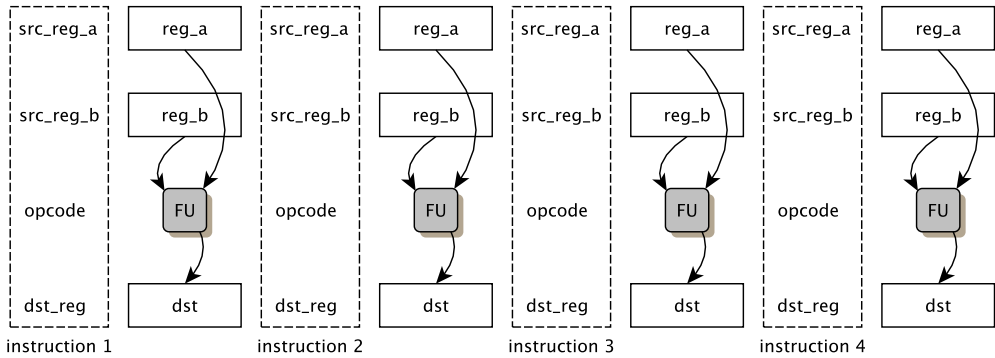 src_reg_a reg_a src_reg_a reg_a src_reg_a reg_a src_reg_a reg_a
src_reg_b reg_b src_reg_b reg_b src_reg_b reg_b src_reg_b reg_b
opcode FU opcode FU opcode FU opcode FU
dst_reg dst dst_reg dst dst_reg dst dst_reg dst
instruction 1 instruction 2 instruction 3 instruction 4